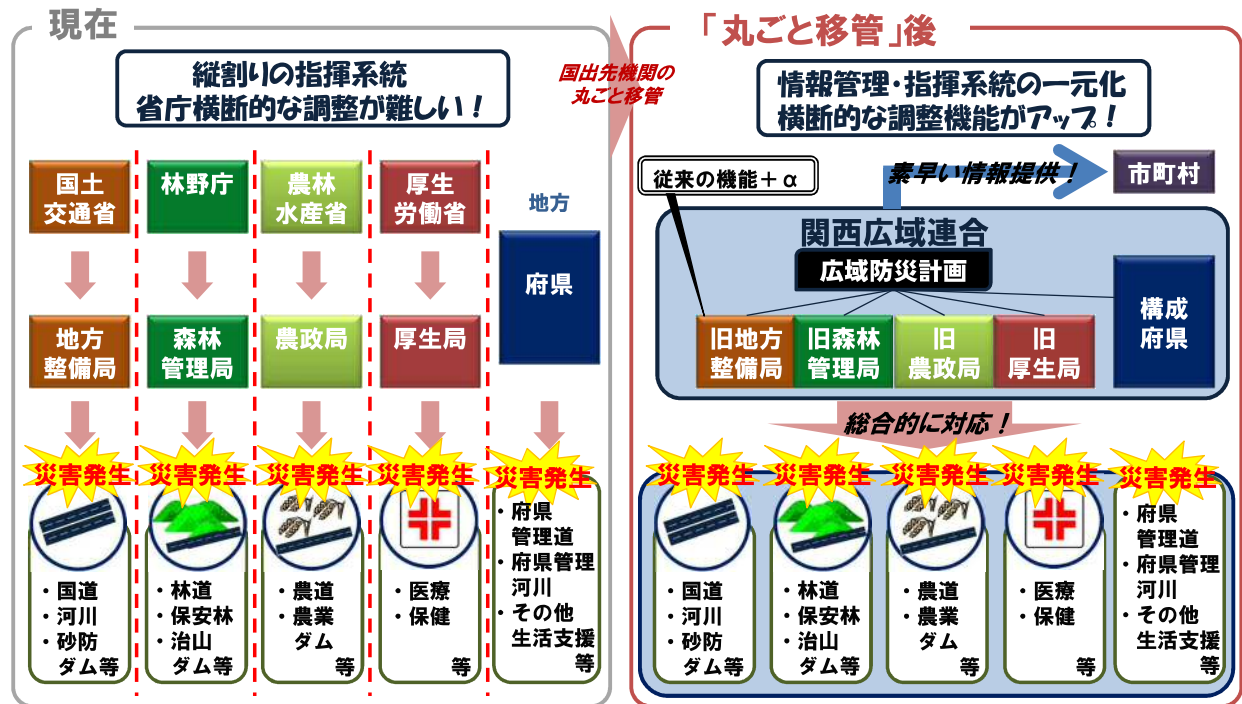 現在
縦割りの指揮系統
省庁横断的な調整が難しい！
国土
交通省
林野庁
農林
水産省
厚生
労働省
地方
府県
地方
整備局
森林
管理局
農政局
厚生局
災害発生
災害発生
災害発生
災害発生
災害発生
・国道
・河川
・砂防
ダム等
・林道
・保安林
・治山
ダム等
・農道
・農業
ダム
等
・医療
・保健
等
・府県
管理道
・府県管理
河川
・その他
生活支援
等
国出先機関の
丸ごと移管
「丸ごと移管」後
情報管理・指揮系統の一元化
横断的な調整機能がアップ！
従来の機能＋α
素早い情報提供！
市町村
関西広域連合
広域防災計画
旧地方
整備局
旧森林
管理局
旧
農政局
旧
厚生局
構成
府県
総合的に対応！
災害発生
災害発生
災害発生
災害発生
災害発生
・国道
・河川
・砂防
ダム等
・林道
・保安林
・治山
ダム等
・農道
・農業
ダム
等
・医療
・保健
等
・府県
管理道
・府県管理
河川
・その他
生活支援
等